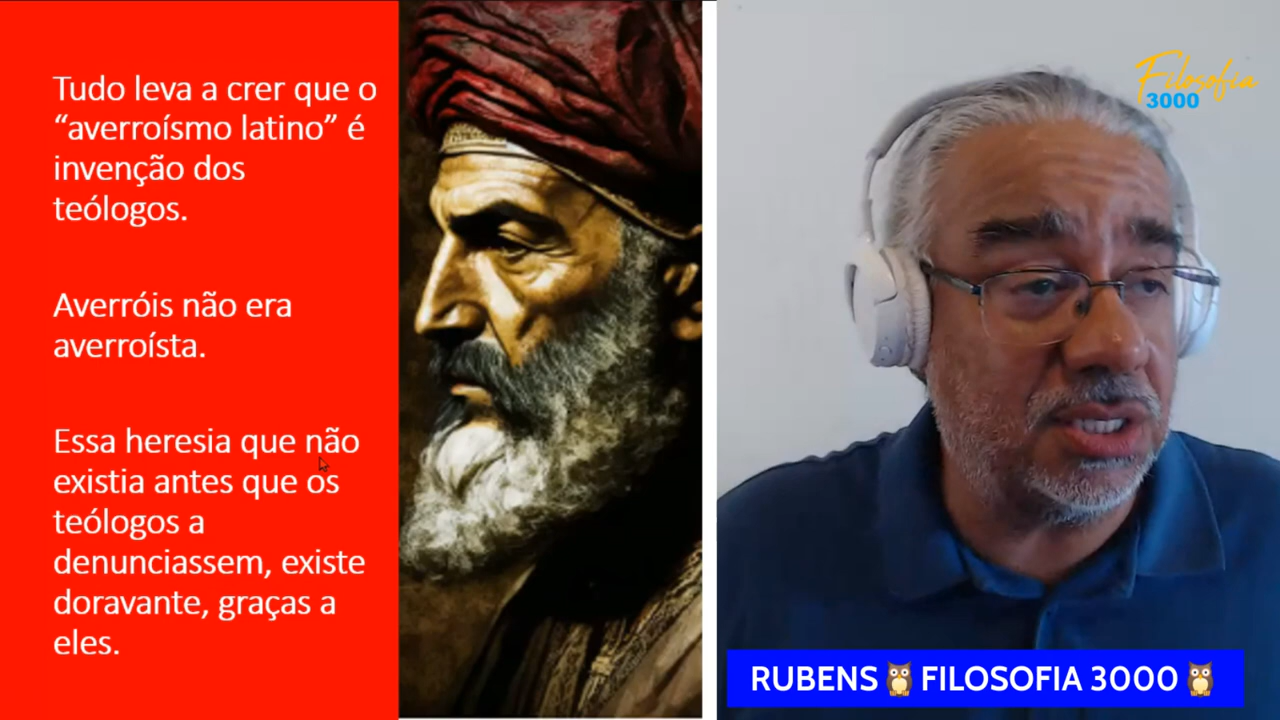 Tudo leva a crer que o
“averroísmo latino” é
invenção dos
teólogos.
Averróis não era
averroísta.
Essa heresia que não
existia antes que os
teólogos a
denunciassem, existe
doravante, graças a
eles.
Filosofia
3000
RUBENS🦉FILOSOFIA 3000🦉